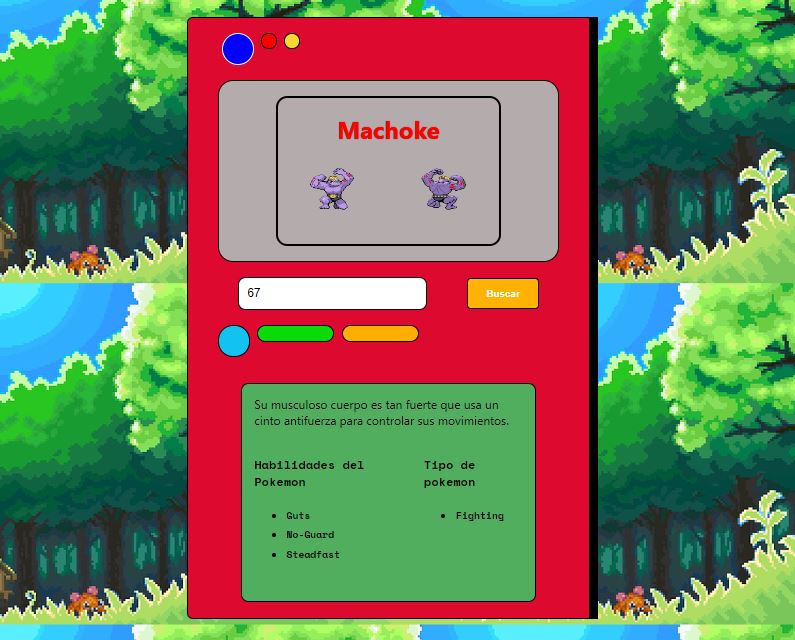 Machoke
67
Buscar
Su musculoso cuerpo es tan fuerte que usa un
cinto antifuerza para controlar sus movimientos.
Habilidades del
Pokemon
Guts
No-Guard
Steadfast
Tipo de
pokemon
Fighting